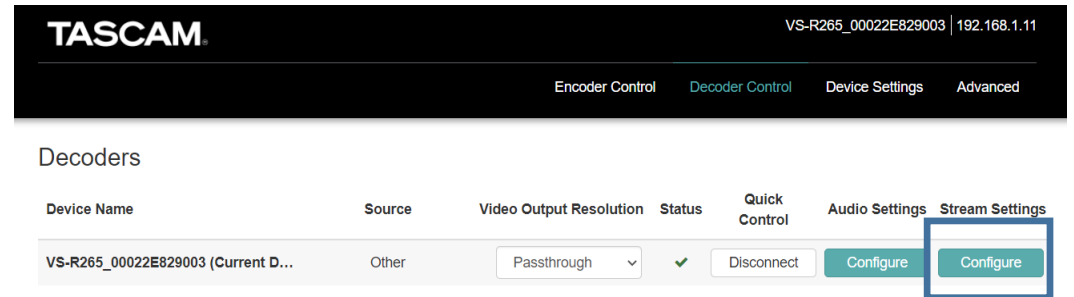 TASCAM®
VS-R265_00022E829003 | 192.168.1.11
Encoder Control Decoder Control Device Settings Advanced
Decoders
Device Name Source Video Output Resolution Status Quick Control Audio Settings Stream Settings
VS-R265_00022E829003 (Current D... Other Passthrough Disconnect Configure Configure